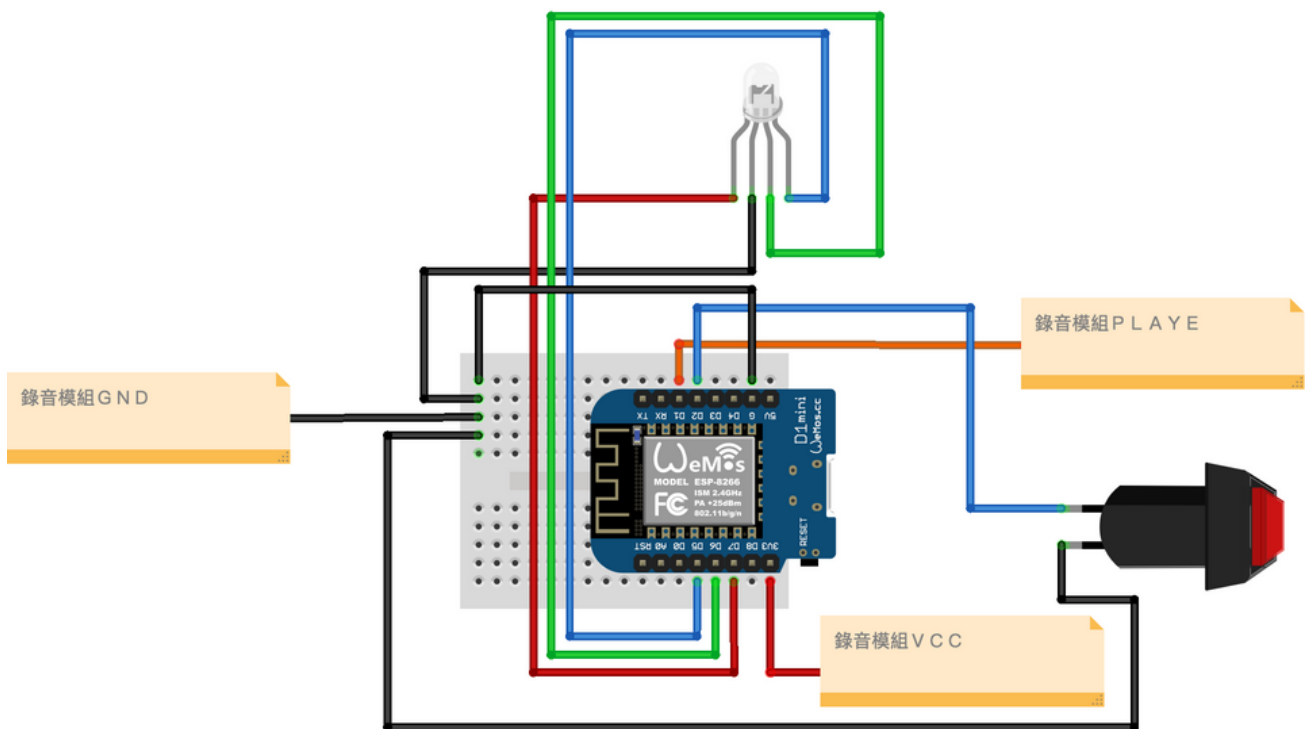 錄音模組ＰＬＡＹＥ
錄音模組ＧＮＤ
TX RX D1 D2 D3 D4 G 5V
D1 mini
WeMos.cc
WeMos
MODEL ESP-8266
ISM 2.4GHz
PA +25dBm
802.11b/g/n
FC
RESET
RST A0 D0 D5 D6 D7 D8 3V3
錄音模組ＶＣＣ